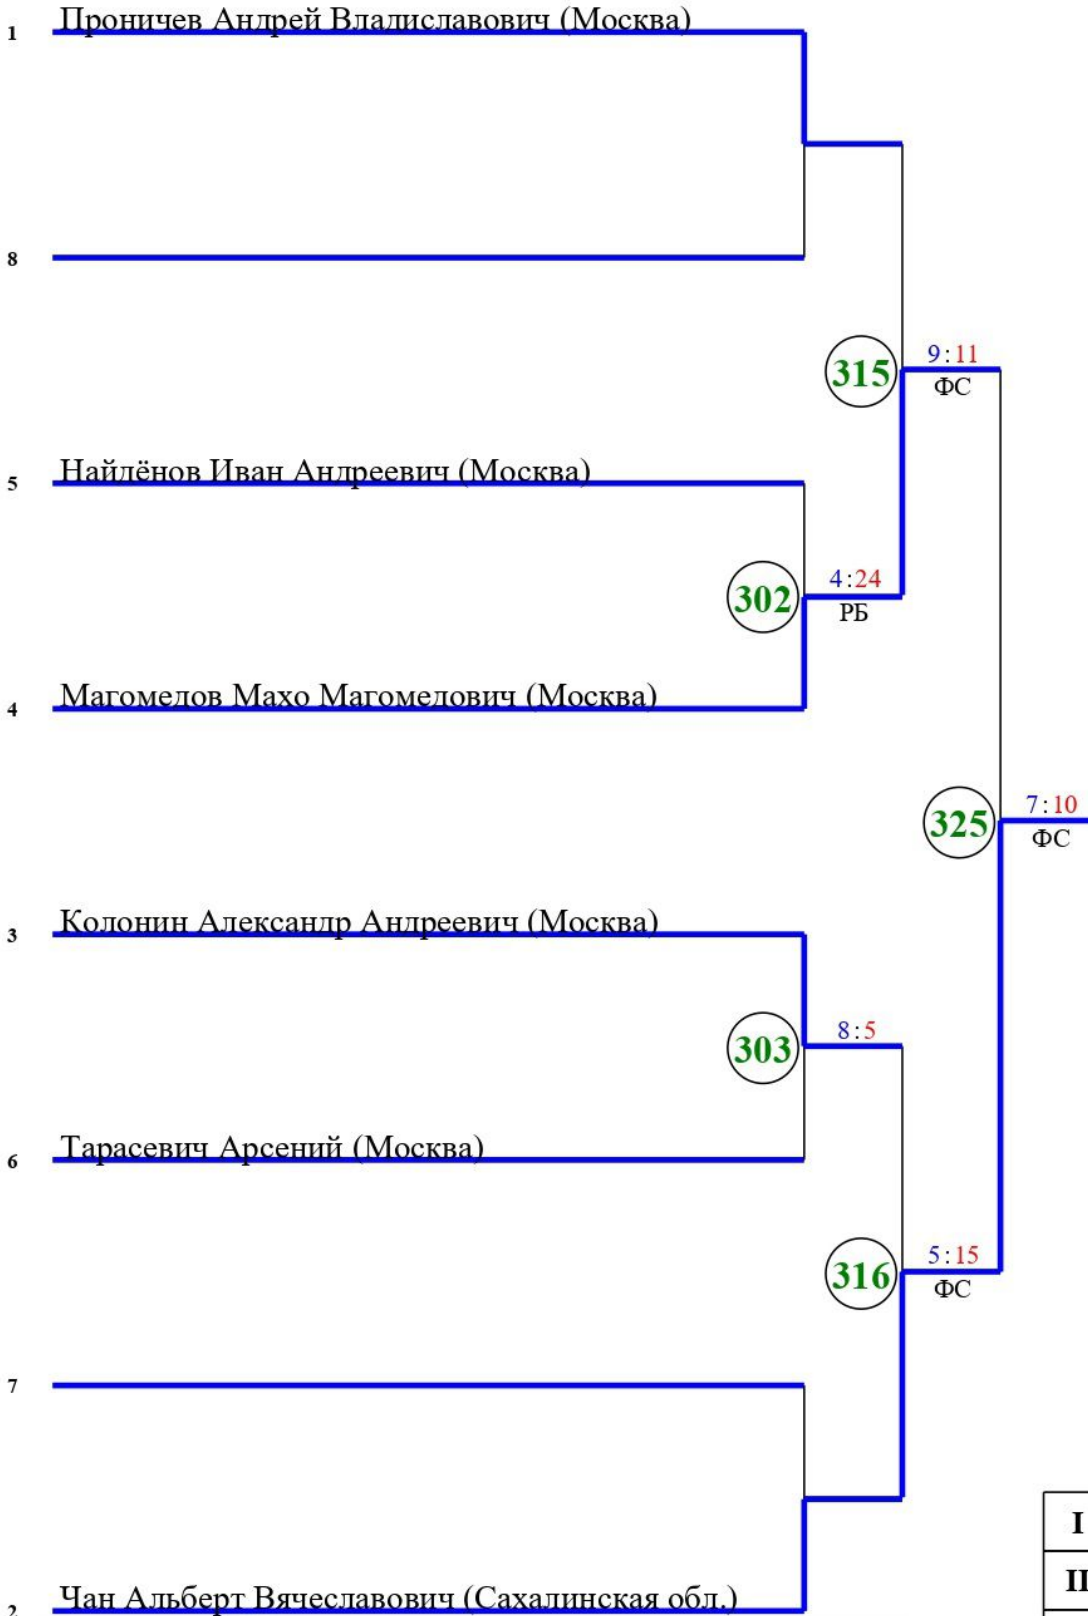 1 Проничев Андрей Владиславович (Москва)
8
315 9:11
ФС
5 Найдёнов Иван Андреевич (Москва)
302 4:24
РБ
4 Магомедов Махо Магомедович (Москва)
325 7:10
ФС
3 Колонин Александр Андреевич (Москва)
303 8:5
6 Тарасевич Арсений (Москва)
316 5:15
ФС
7
I
II
2 Чан Альберт Вячеславович (Сахалинская обл.)